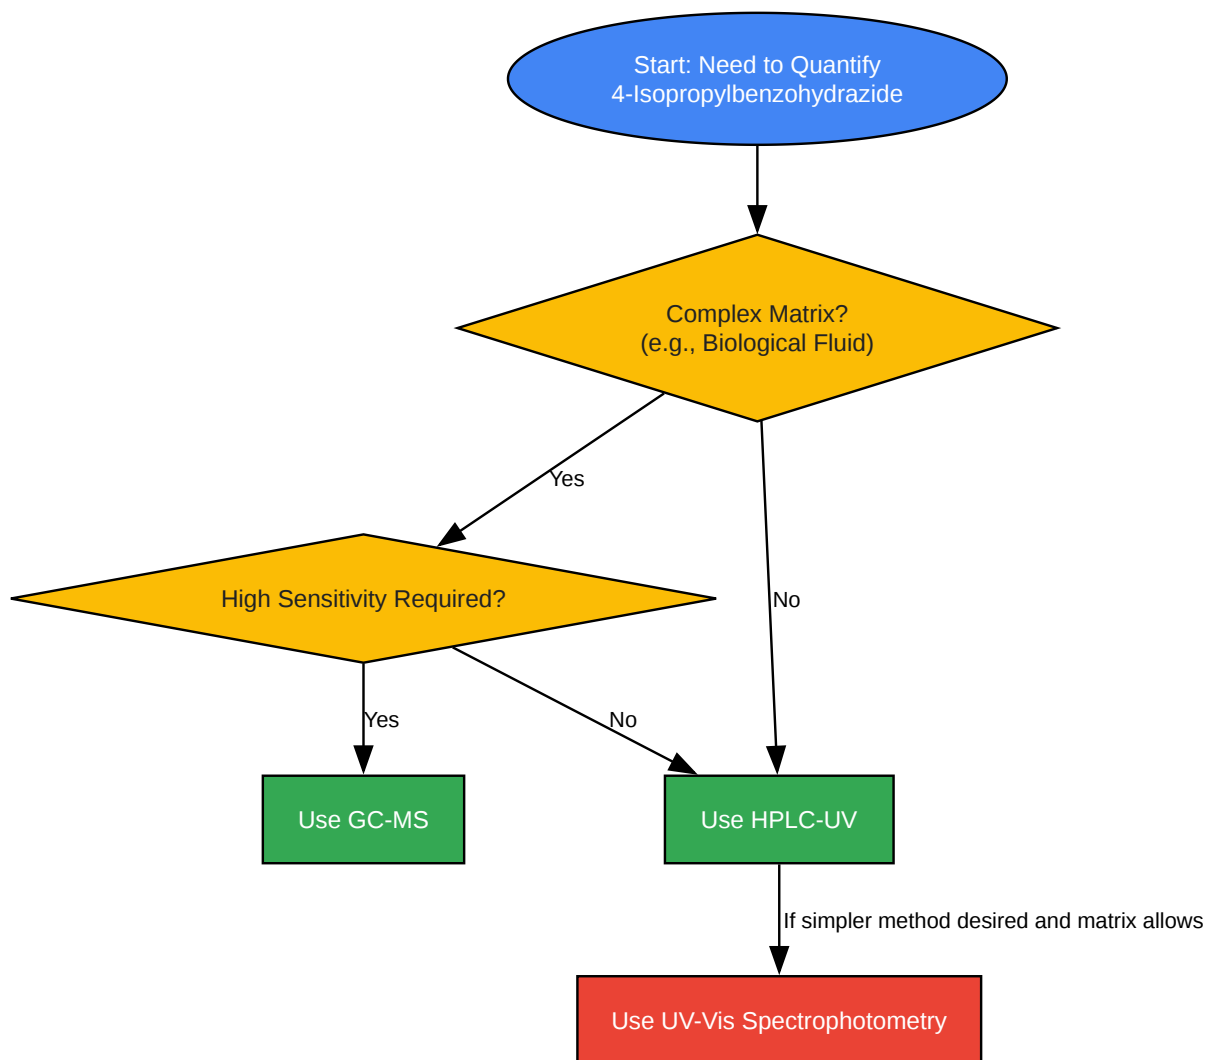 Start: Need to Quantify
4-Isopropylbenzohydrazide
Complex Matrix?
(e.g., Biological Fluid)
Yes
No
High Sensitivity Required?
Yes
No
Use GC-MS
Use HPLC-UV
If simpler method desired and matrix allows
Use UV-Vis Spectrophotometry